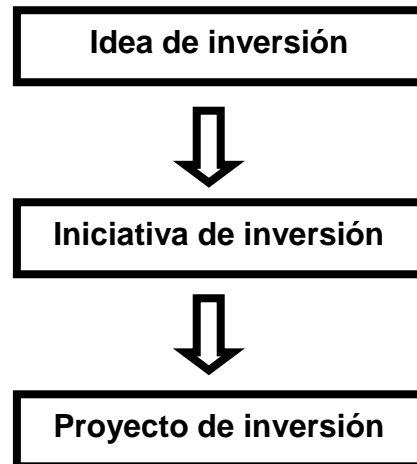 Idea de inversión
Iniciativa de inversión
Proyecto de inversión